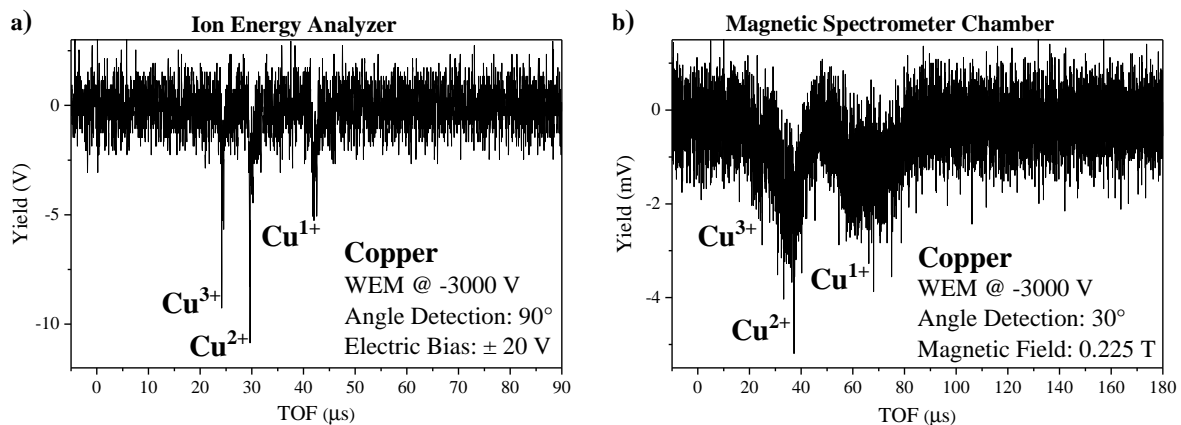 a)
Ion Energy Analyzer
0
-5
-10
Yield (V)
Cu3+
Cu2+
Cu1+
Copper
WEM @ -3000 V
Angle Detection: 90°
Electric Bias: ± 20 V
0 10 20 30 40 50 60 70 80 90
TOF (μs)
b)
Magnetic Spectrometer Chamber
0
-2
-4
Yield (mV)
Cu3+
Cu2+
Cu1+
Copper
WEM @ -3000 V
Angle Detection: 30°
Magnetic Field: 0.225 T
0 20 40 60 80 100 120 140 160 180
TOF (μs)